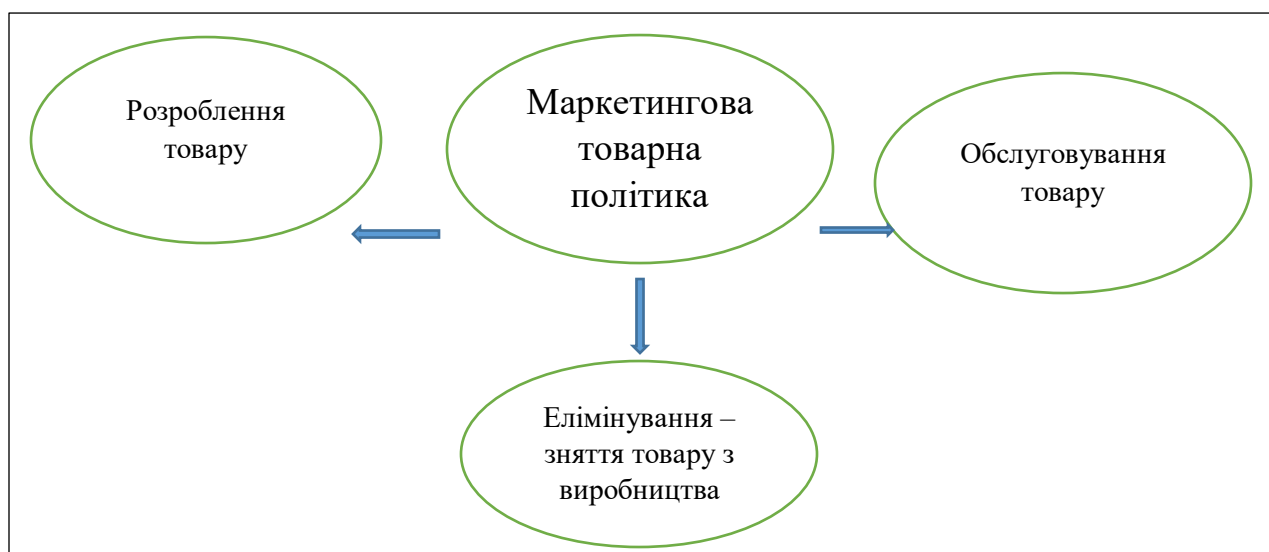 Розроблення
товару
Маркетингова
товарна
політика
Обслуговування
товару
Елімінування –
зняття товару з
виробництва